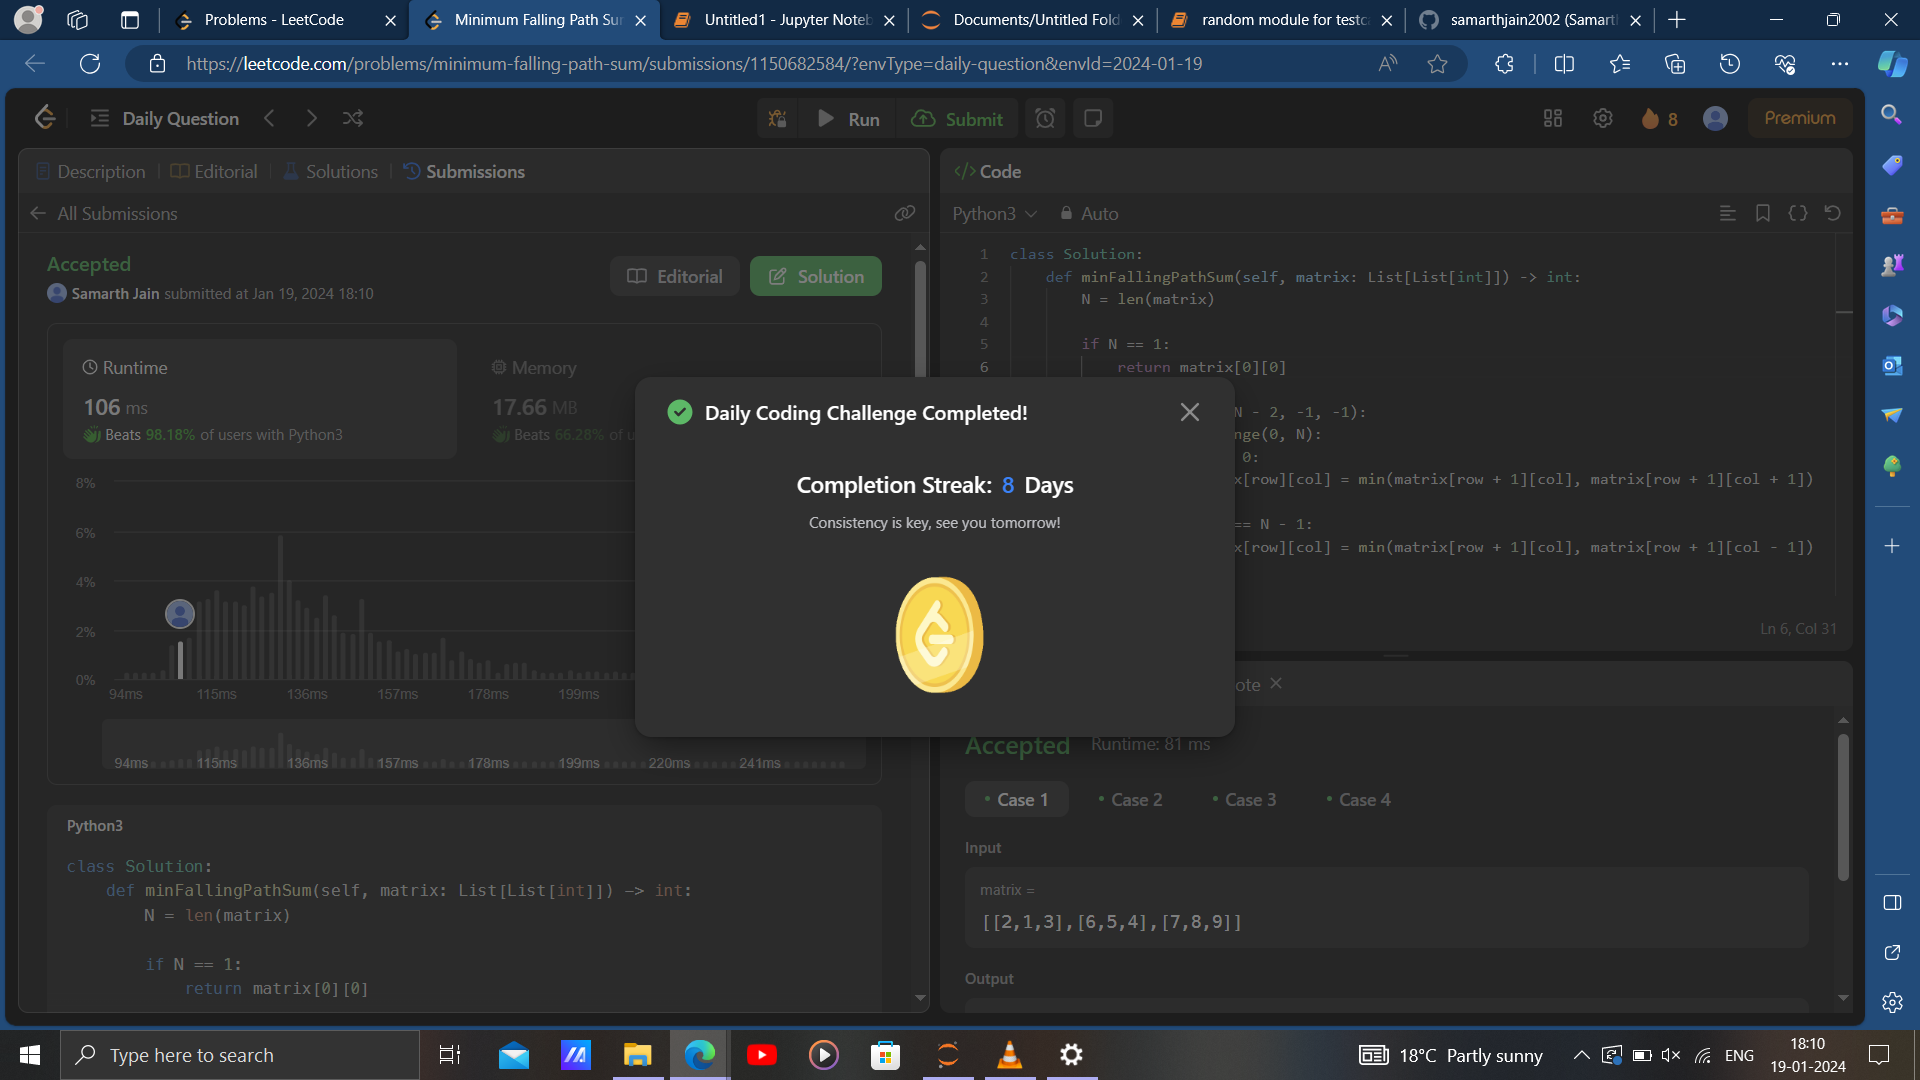 Problems - LeetCode
Minimum Falling Path Su
Untitled1 - Jupyter Noteb
Documents/Untitled Fold
random module for testc
samarthjain2002 (Samart
https://leetcode.com/problems/minimum-falling-path-sum/submissions/1150682584/?envType=daily-question&envId=2024-01-19
Daily Question
Run
Submit
8
Premium
Description
Editorial
Solutions
Submissions
All Submissions
Accepted
Samarth Jain submitted at Jan 19, 2024 18:10
Editorial
Solution
Runtime
106 ms
Beats 98.18% of users with Python3
Memory
17.66 MB
Beats 66.28% of u
8%
6%
4%
2%
0%
94ms 115ms 136ms 157ms 178ms 199ms
94ms 115ms 136ms 157ms 178ms 199ms 220ms 241ms
Python3
class Solution:
def minFallingPathSum(self, matrix: List[List[int]]) -> int:
N = len(matrix)
if N == 1:
return matrix[0][0]
Daily Coding Challenge Completed!
Completion Streak: 8 Days
Consistency is key, see you tomorrow!
</> Code
Python3
Auto
1 class Solution:
2 def minFallingPathSum(self, matrix: List[List[int]]) -> int:
3 N = len(matrix)
4
5 if N == 1:
6 return matrix[0][0]
N - 2, -1, -1):
nge(0, N):
0:
x[row][col] = min(matrix[row + 1][col], matrix[row + 1][col + 1])
== N - 1:
x[row][col] = min(matrix[row + 1][col], matrix[row + 1][col - 1])
Ln 6, Col 31
ote
Accepted
Runtime: 81 ms
Case 1
Case 2
Case 3
Case 4
Input
matrix =
[[2,1,3],[6,5,4],[7,8,9]]
Output
Type here to search
18°C Partly sunny
ENG
18:10
19-01-2024